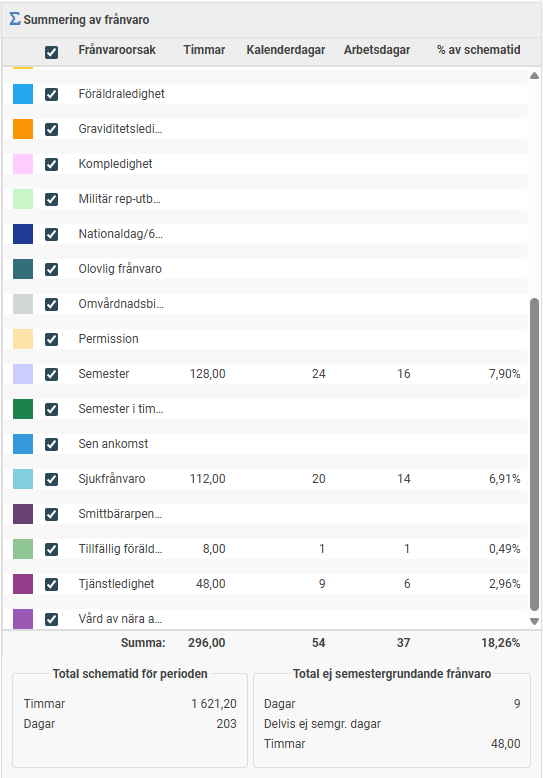 Σ Summering av frånvaro
Frånvaroorsak Timmar Kalenderdagar Arbetsdagar % av schematid
Föräldraledighet
Graviditetsledi...
Kompledighet
Militär rep-utb...
Nationaldag/6...
Olovlig frånvaro
Omvårdnadsbi...
Permission
Semester 128,00 24 16 7,90%
Semester i tim...
Sen ankomst
Sjukfrånvaro 112,00 20 14 6,91%
Smittbärarpen...
Tillfällig föräld... 8,00 1 1 0,49%
Tjänstledighet 48,00 9 6 2,96%
Vård av nära a...
Summa: 296,00 54 37 18,26%
Total schematid för perioden
Timmar 1 621,20
Dagar 203
Total ej semestergrundande frånvaro
Dagar 9
Delvis ej semgr. dagar
Timmar 48,00